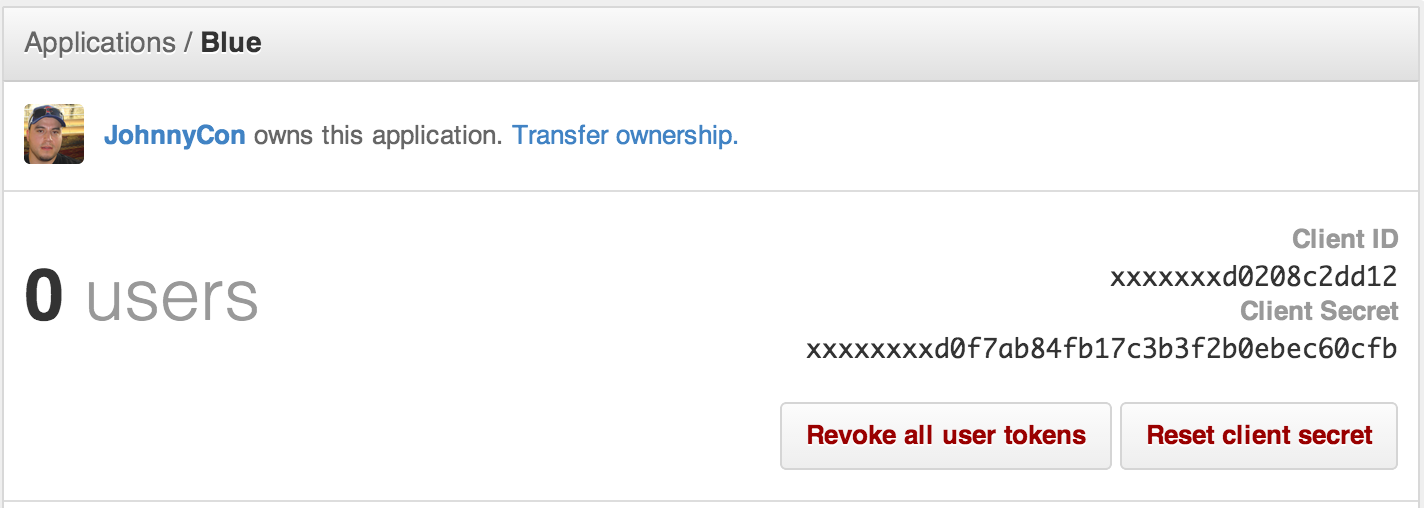 Applications / Blue
JohnnyCon owns this application. Transfer ownership.
0 users
Client ID
xxxxxxxd0208c2dd12
Client Secret
xxxxxxxxd0f7ab84fb17c3b3f2b0ebec60cfb
Revoke all user tokens
Reset client secret